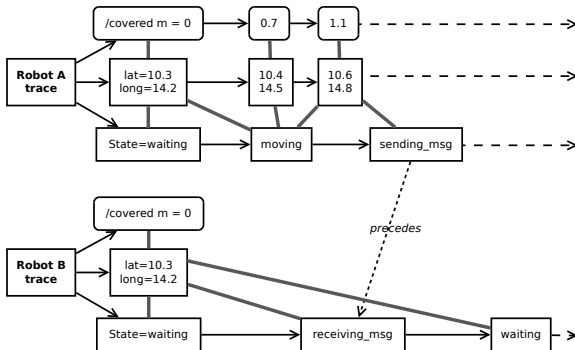 /covered m = 0
0.7
1.1
Robot A
trace
lat=10.3
long=14.2
10.4
14.5
10.6
14.8
State=waiting
moving
sending_msg
precedes
/covered m = 0
Robot B
trace
lat=10.3
long=14.2
State=waiting
receiving_msg
waiting